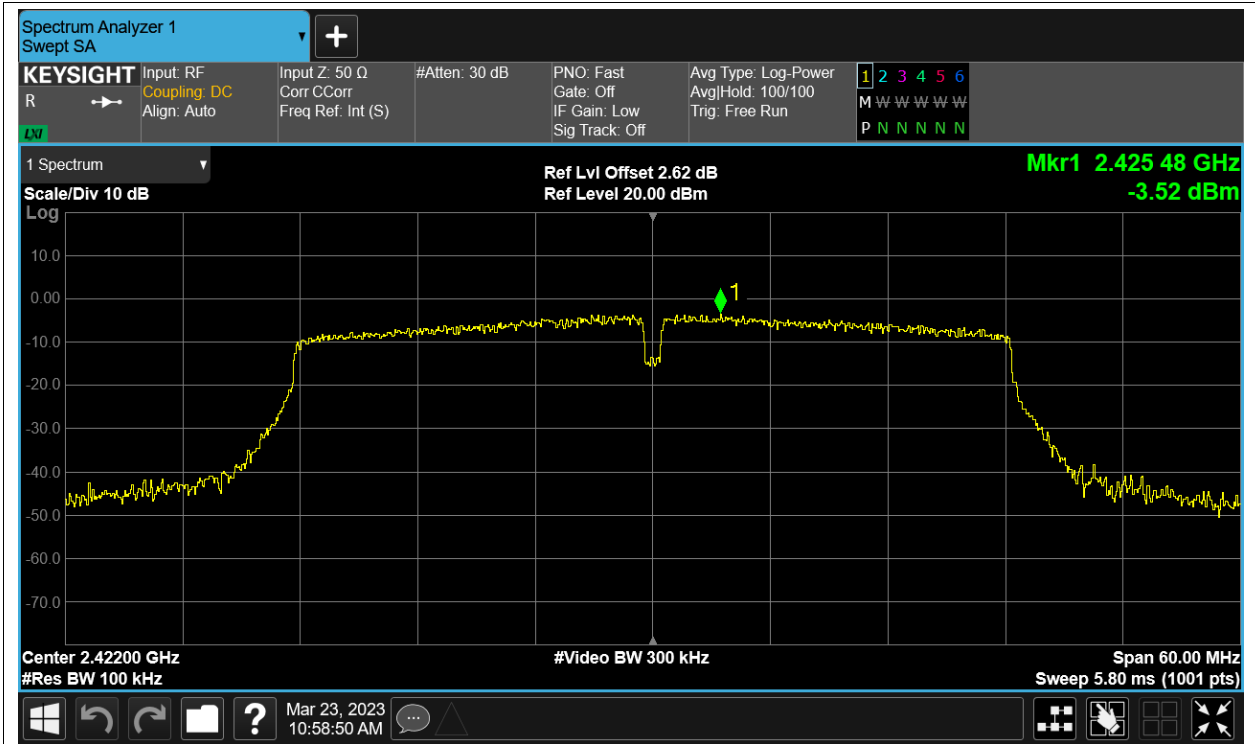 Spectrum Analyzer 1
Swept SA
KEYSIGHT
R
LXI
Input: RF
Coupling: DC
Align: Auto
Input Z: 50 Ω
Corr CCorr
Freq Ref: Int (S)
#Atten: 30 dB
PNO: Fast
Gate: Off
IF Gain: Low
Sig Track: Off
Avg Type: Log-Power
Avg|Hold: 100/100
Trig: Free Run
1 2 3 4 5 6
M W W W W W
P N N N N N
1 Spectrum
Scale/Div 10 dB
Log
Ref Lvl Offset 2.62 dB
Ref Level 20.00 dBm
Mkr1 2.425 48 GHz
-3.52 dBm
10.0
0.00
-10.0
-20.0
-30.0
-40.0
-50.0
-60.0
-70.0
1
Center 2.42200 GHz
#Res BW 100 kHz
#Video BW 300 kHz
Span 60.00 MHz
Sweep 5.80 ms (1001 pts)
?
Mar 23, 2023
10:58:50 AM